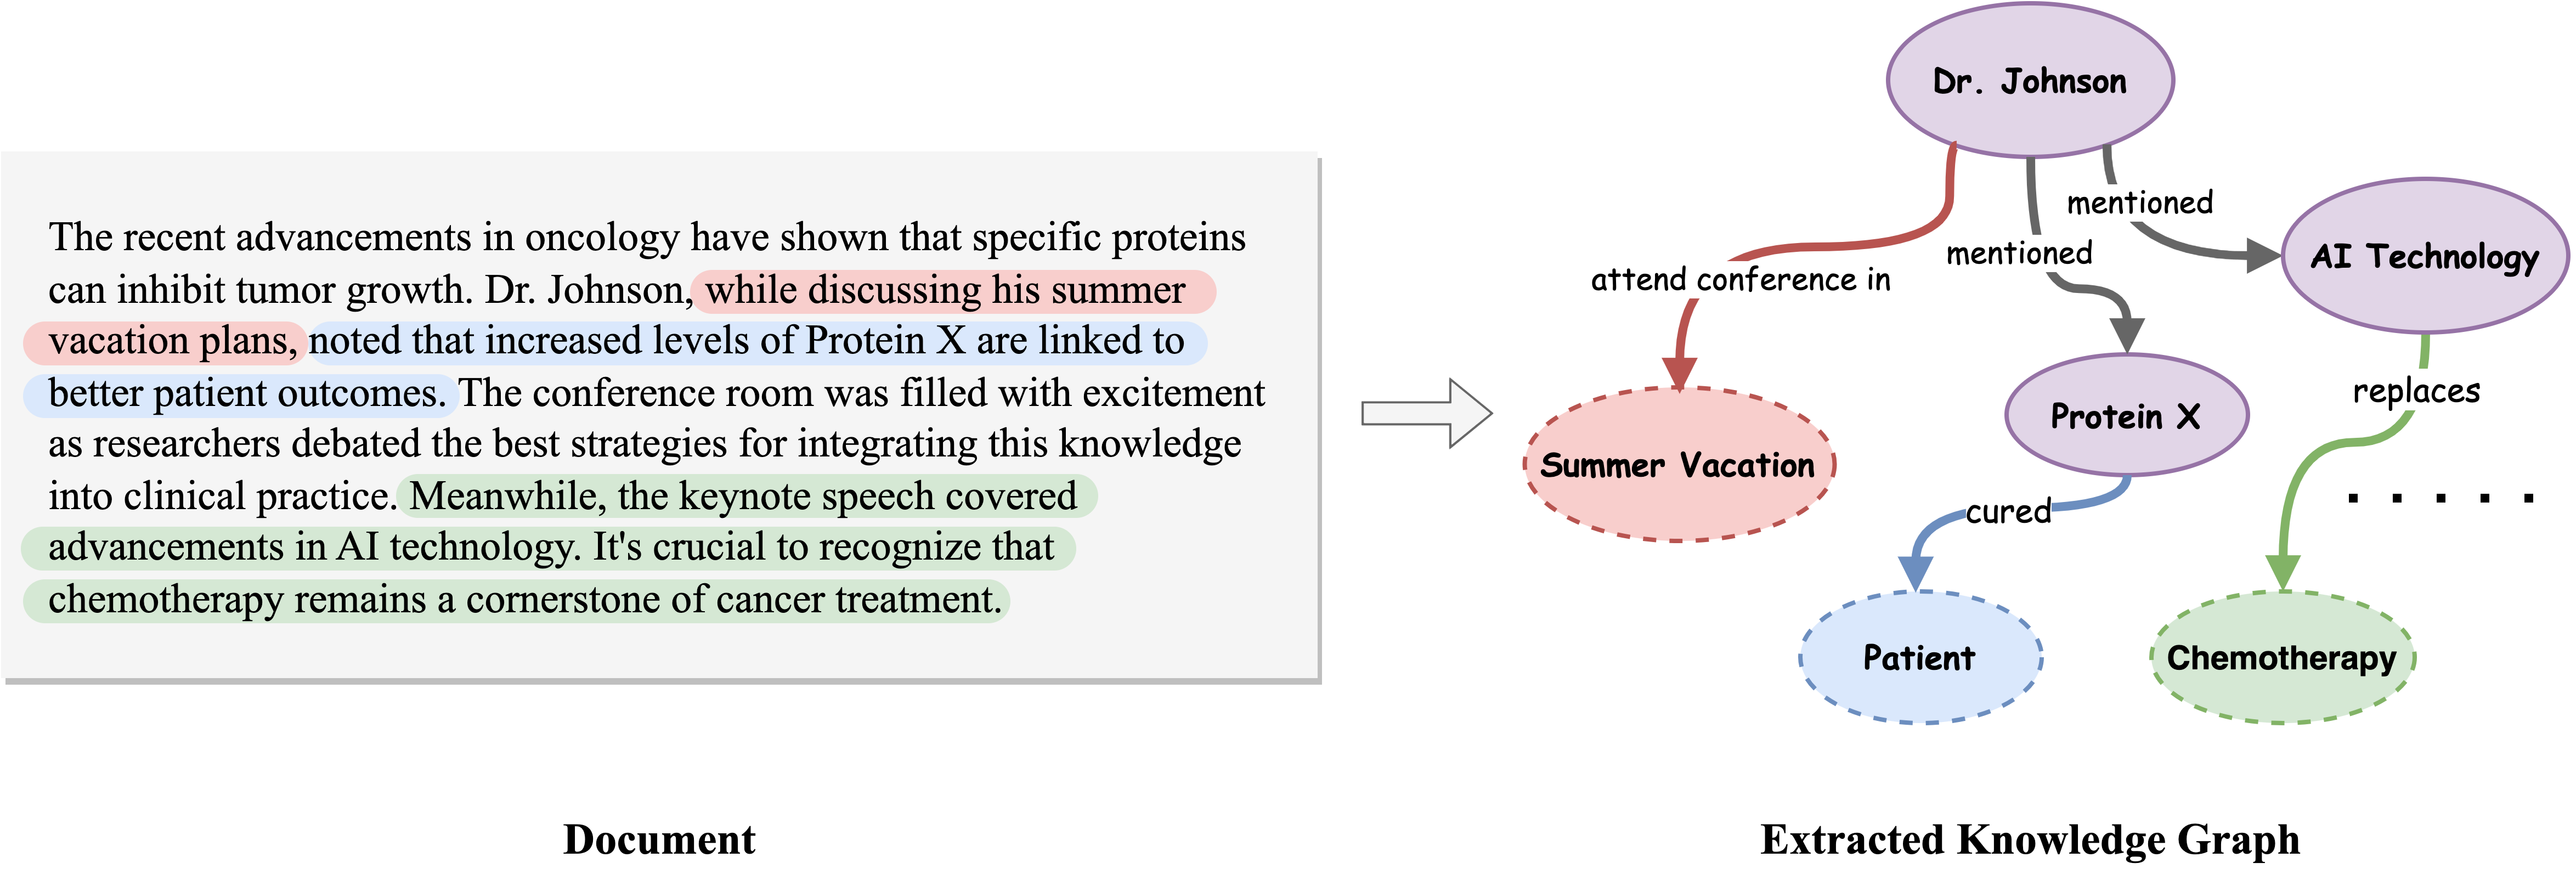 The recent advancements in oncology have shown that specific proteins
can inhibit tumor growth. Dr. Johnson, while discussing his summer
vacation plans, noted that increased levels of Protein X are linked to
better patient outcomes. The conference room was filled with excitement
as researchers debated the best strategies for integrating this knowledge
into clinical practice. Meanwhile, the keynote speech covered
advancements in AI technology. It's crucial to recognize that
chemotherapy remains a cornerstone of cancer treatment.
Document
Dr. Johnson
mentioned
mentioned
attend conference in
AI Technology
replaces
Protein X
Summer Vacation
cured
. . . . .
Patient
Chemotherapy
Extracted Knowledge Graph